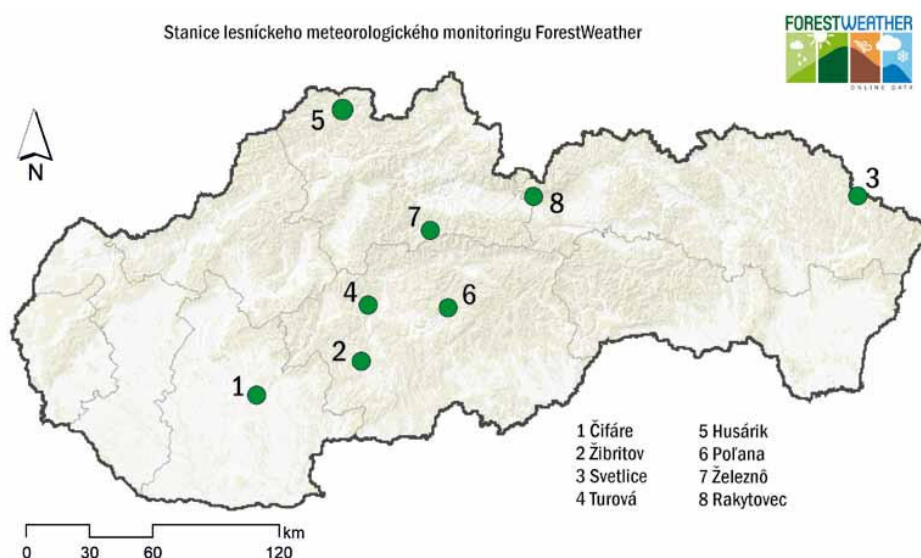 Stanice lesníckeho meteorologického monitoringu ForestWeather
FORESTWEATHER
ONLINE DATA
N
5
3
8
7
4
6
2
1
1 Čifáre
2 Žibritov
3 Svetlice
4 Turová
5 Husárik
6 Poľana
7 Železnô
8 Rakytovec
km
0 30 60 120